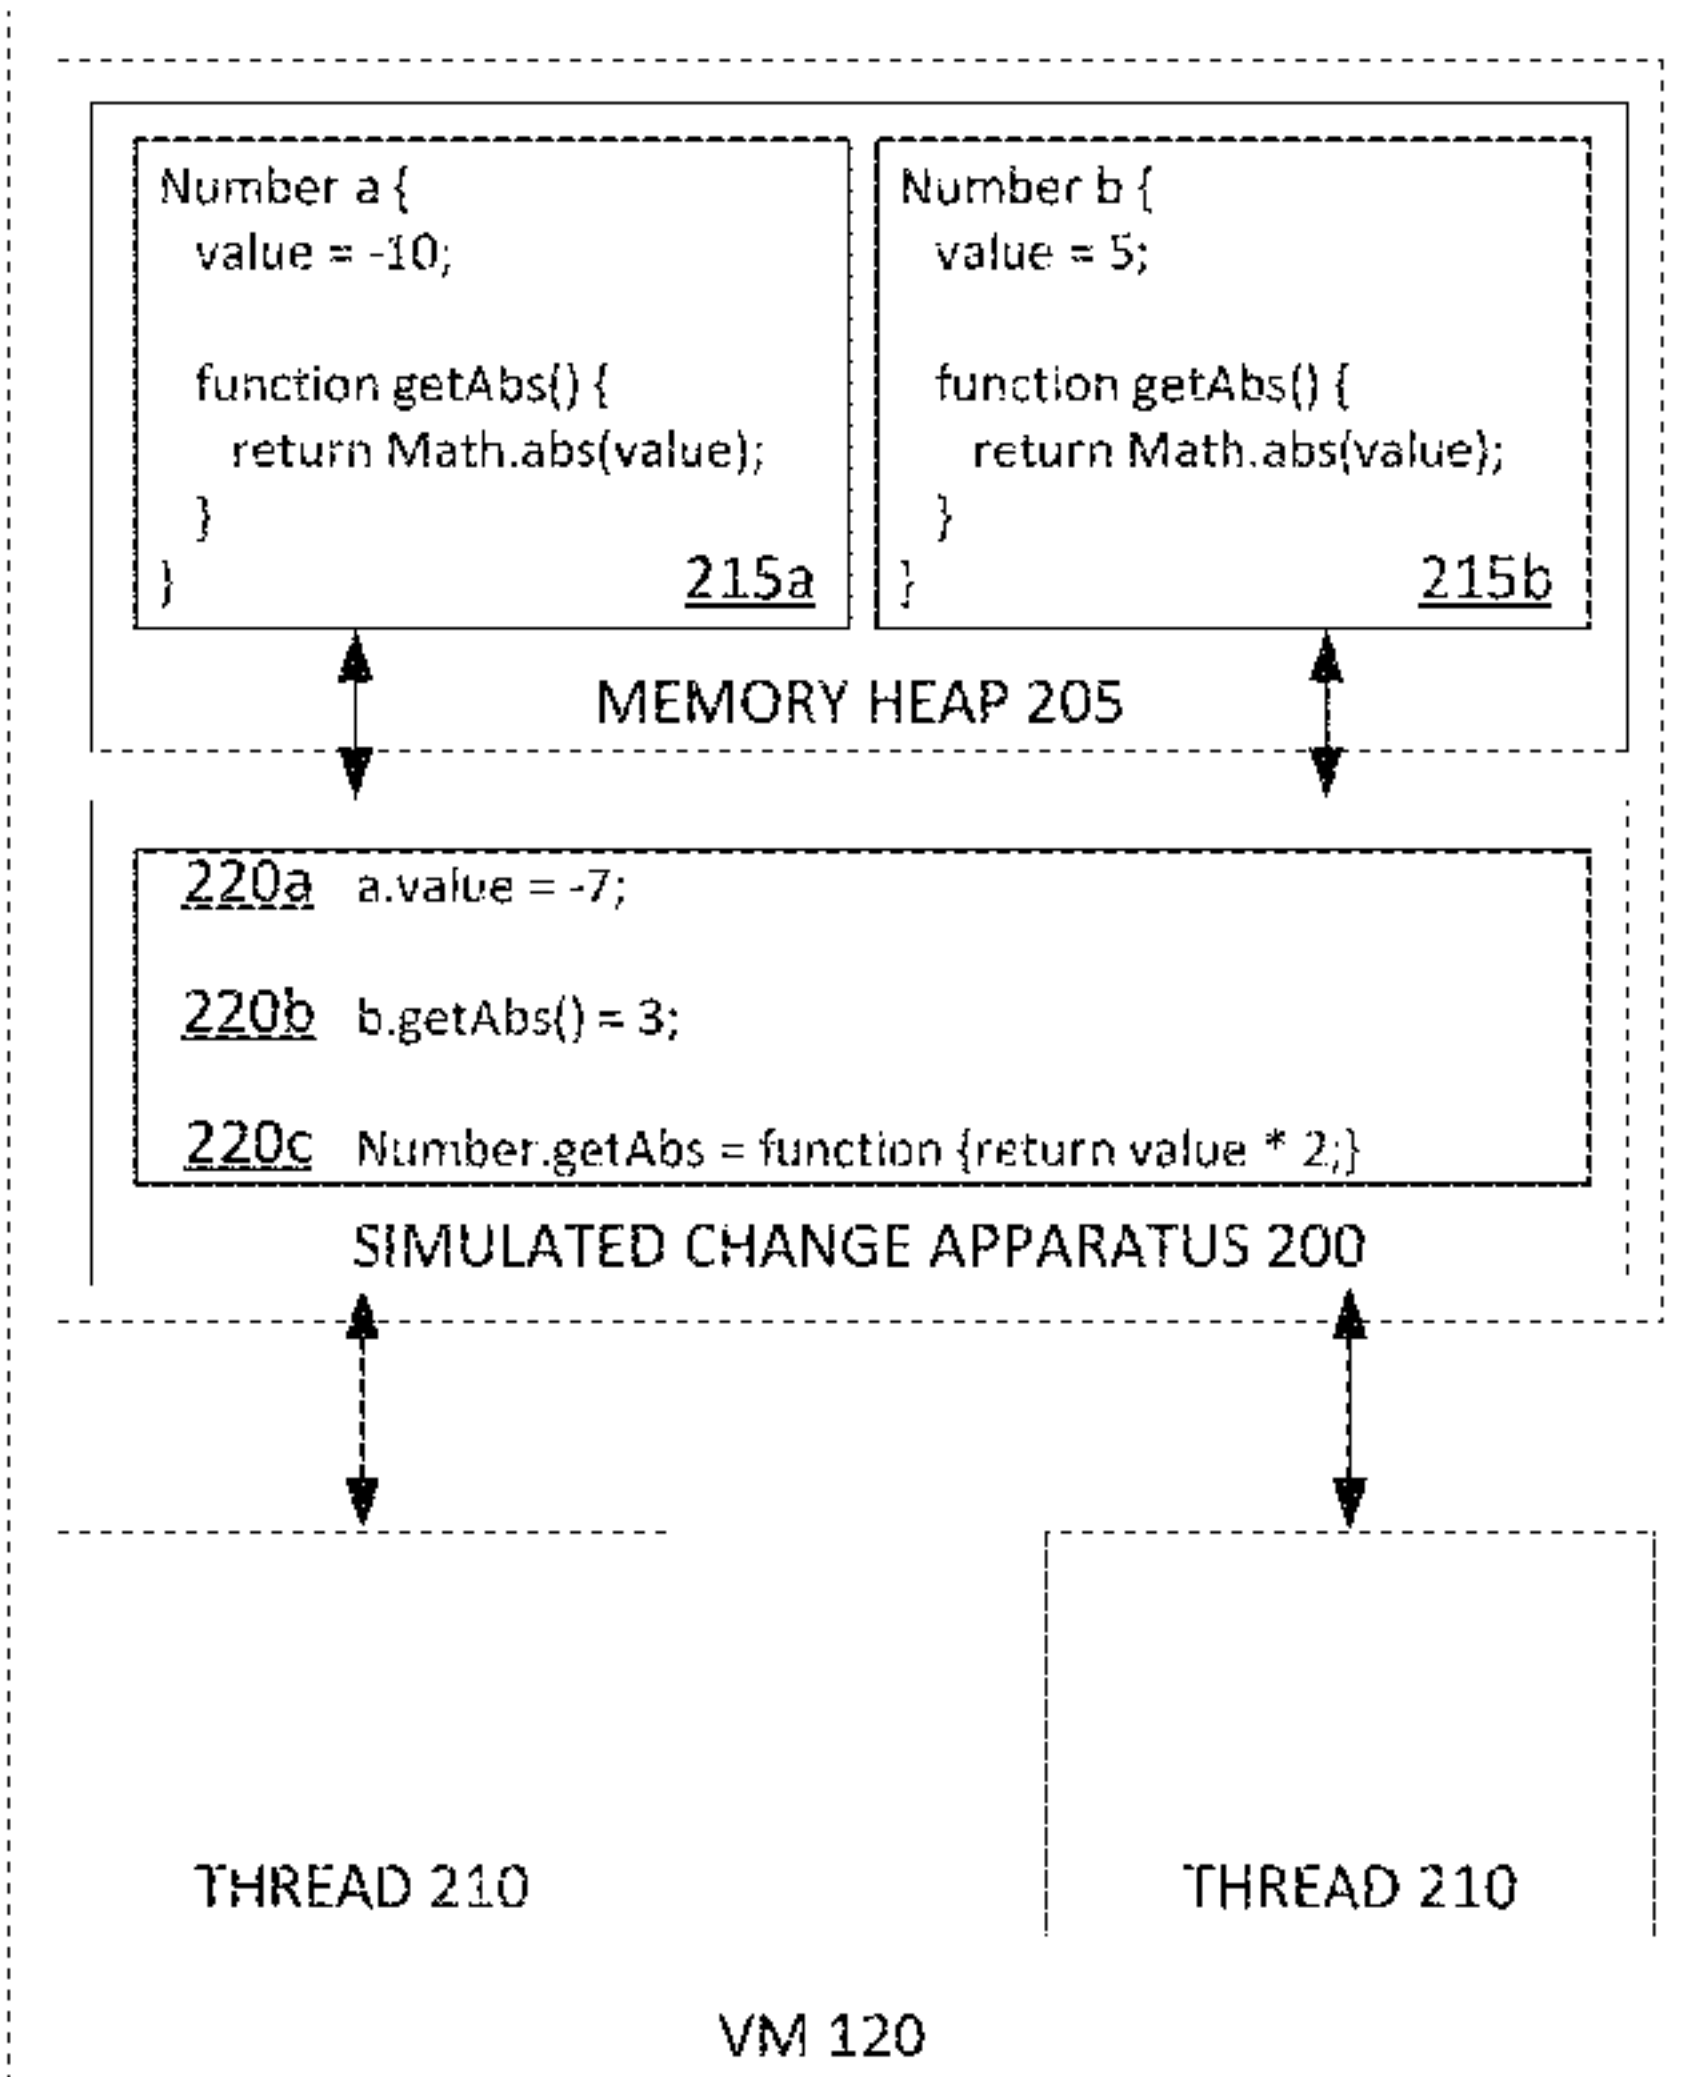 Number a {
value = -10;
function getAbs() {
return Math.abs(value);
}
}
215a
Number b {
value = 5;
function getAbs() {
return Math.abs(value);
}
}
215b
MEMORY HEAP 205
220a a.value = -7;
220b b.getAbs() = 3;
220c Number.getAbs = function {return value * 2;}
SIMULATED CHANGE APPARATUS 200
THREAD 210
THREAD 210
VM 120